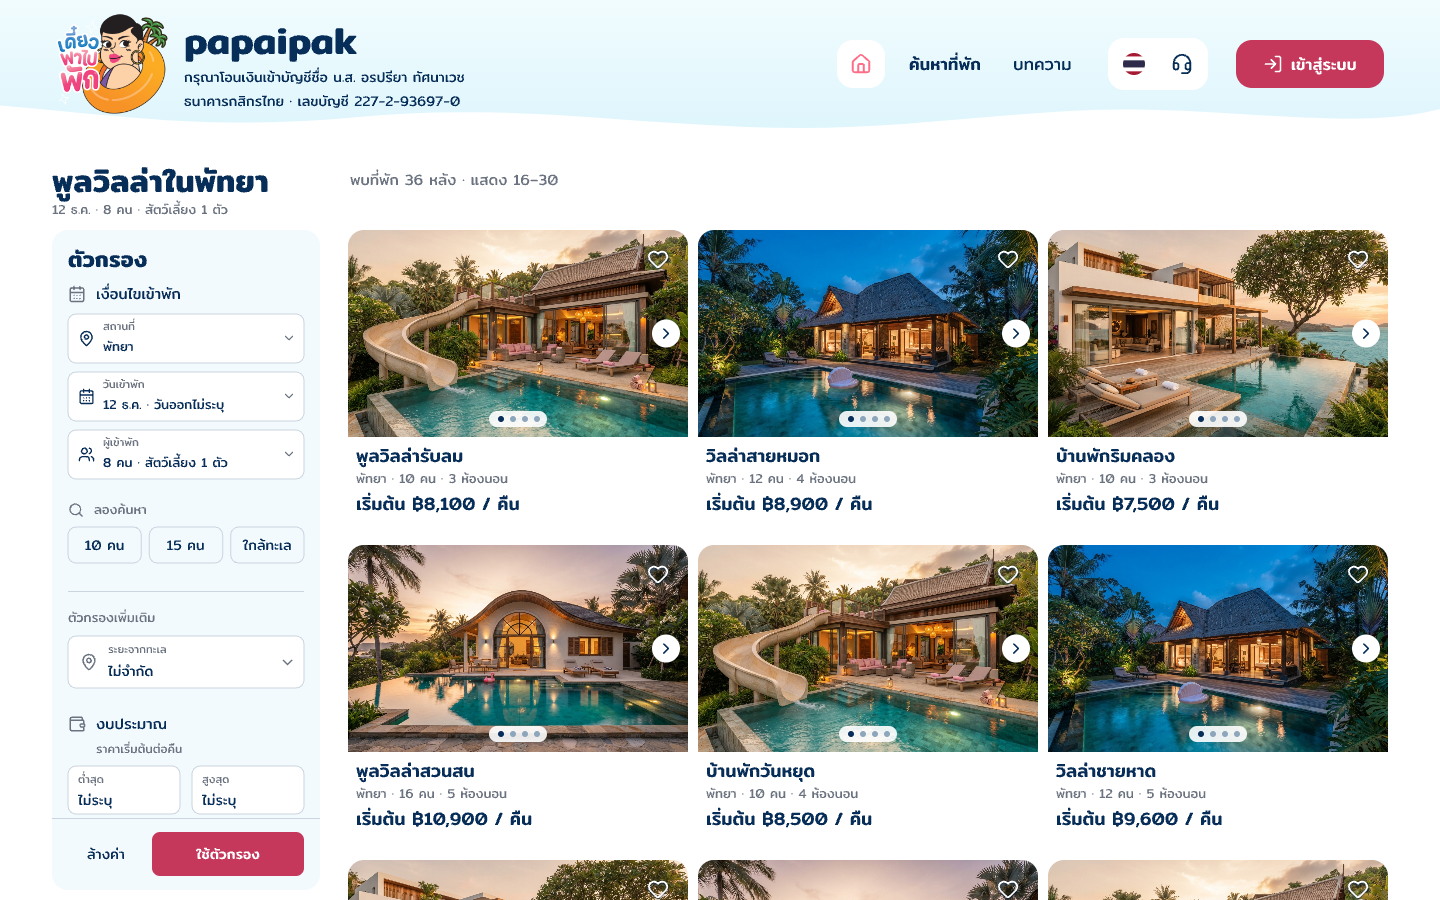 เดี๋ยว
พาไป
พัก
papaipak
กรุณาโอนเงินเข้าบัญชีชื่อ น.ส. อรปรียา ทัศนาเวช
ธนาคารกสิกรไทย · เลขบัญชี 227-2-93697-0
ค้นหาที่พัก
บทความ
เข้าสู่ระบบ
พูลวิลล่าในพัทยา
12 ธ.ค. · 8 คน · สัตว์เลี้ยง 1 ตัว
พบที่พัก 36 หลัง · แสดง 16–30
ตัวกรอง
เงื่อนไขเข้าพัก
สถานที่
พัทยา
วันเข้าพัก
12 ธ.ค. · วันออกไม่ระบุ
ผู้เข้าพัก
8 คน · สัตว์เลี้ยง 1 ตัว
ลองค้นหา
10 คน
15 คน
ใกล้ทะเล
ตัวกรองเพิ่มเติม
ระยะจากทะเล
ไม่จำกัด
งบประมาณ
ราคาเริ่มต้นต่อคืน
ต่ำสุด
ไม่ระบุ
สูงสุด
ไม่ระบุ
ล้างค่า
ใช้ตัวกรอง
พูลวิลล่ารับลม
พัทยา · 10 คน · 3 ห้องนอน
เริ่มต้น ฿8,100 / คืน
วิลล่าสายหมอก
พัทยา · 12 คน · 4 ห้องนอน
เริ่มต้น ฿8,900 / คืน
บ้านพักริมคลอง
พัทยา · 10 คน · 3 ห้องนอน
เริ่มต้น ฿7,500 / คืน
พูลวิลล่าสวนสน
พัทยา · 16 คน · 5 ห้องนอน
เริ่มต้น ฿10,900 / คืน
บ้านพักวันหยุด
พัทยา · 10 คน · 4 ห้องนอน
เริ่มต้น ฿8,500 / คืน
วิลล่าชายหาด
พัทยา · 12 คน · 5 ห้องนอน
เริ่มต้น ฿9,600 / คืน